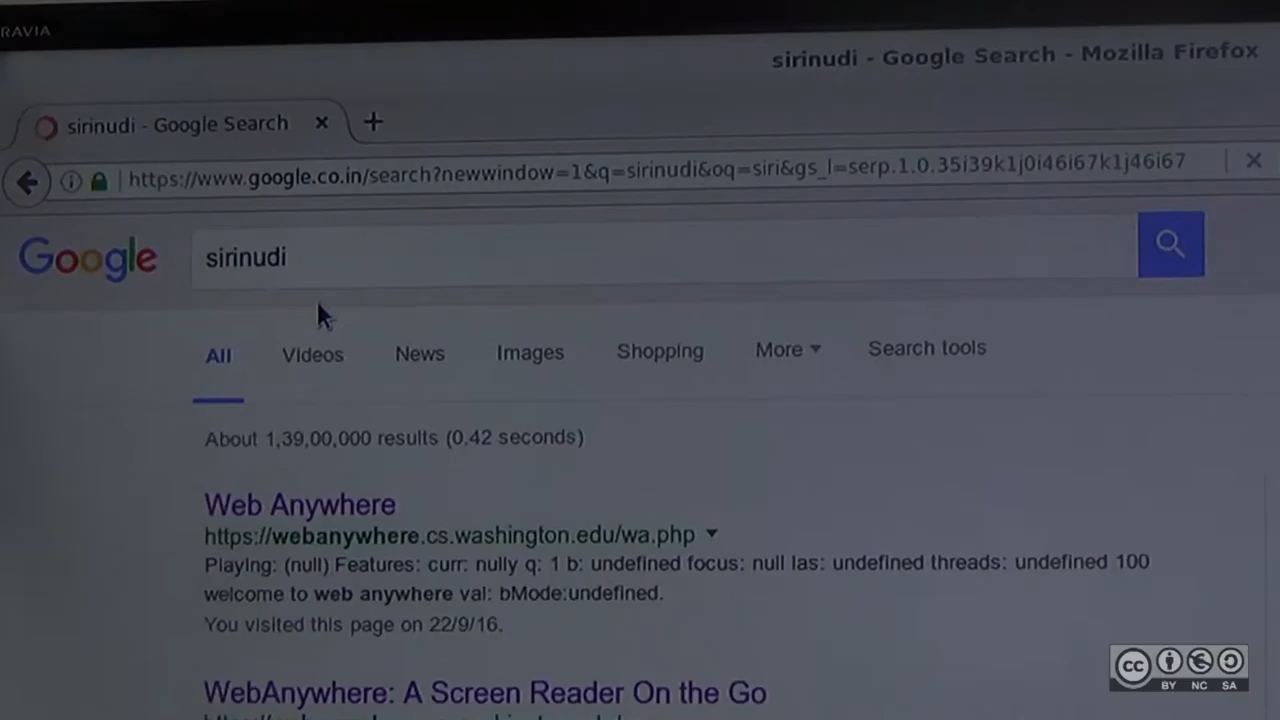 RAVIA
sirinudi - Google Search - Mozilla Firefox
sirinudi - Google Search
https://www.google.co.in/search?newwindow=1&q=sirinudi&oq=siri&gs_l=serp.1.0.35i39k1j0i46i67k1j46i67
Google
sirinudi
All Videos News Images Shopping More Search tools
About 1,39,00,000 results (0.42 seconds)
Web Anywhere
https://webanywhere.cs.washington.edu/wa.php
Playing: (null) Features: curr: nully q: 1 b: undefined focus: null las: undefined threads: undefined 100
welcome to web anywhere val: bMode:undefined.
You visited this page on 22/9/16.
WebAnywhere: A Screen Reader On the Go
cc BY NC SA